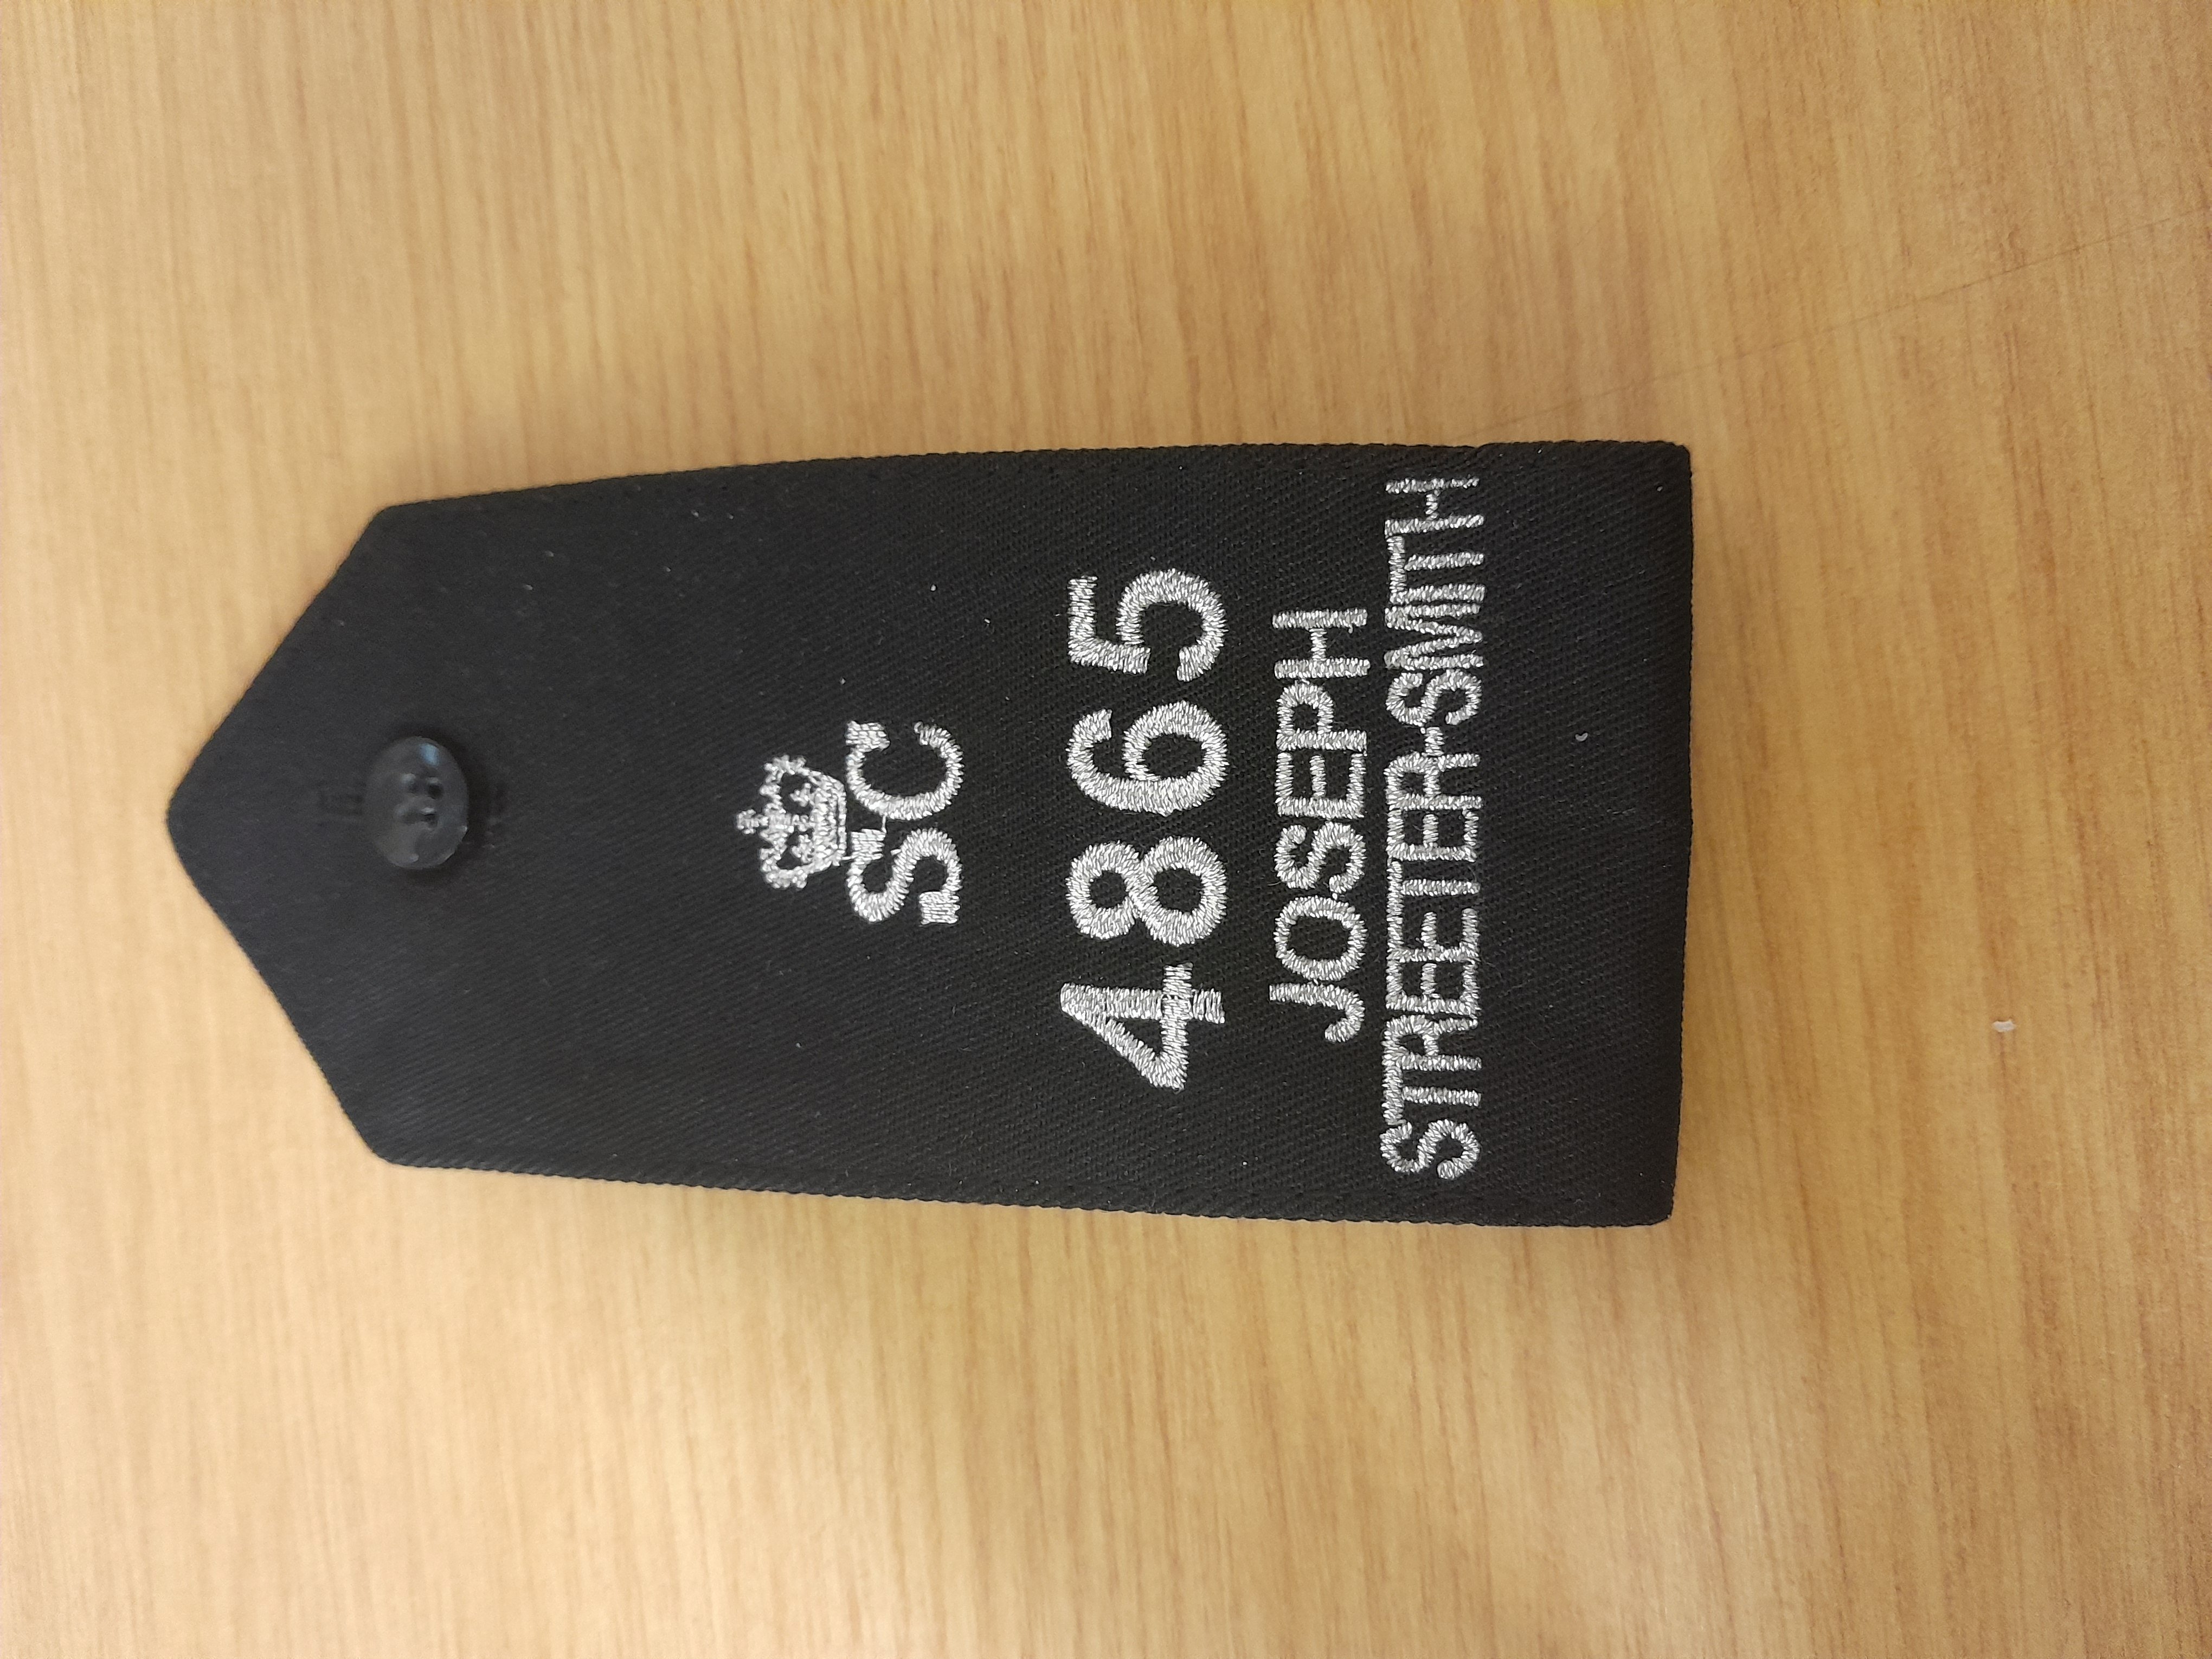 SC
4865
JOSEPH
STREETER-SMITH